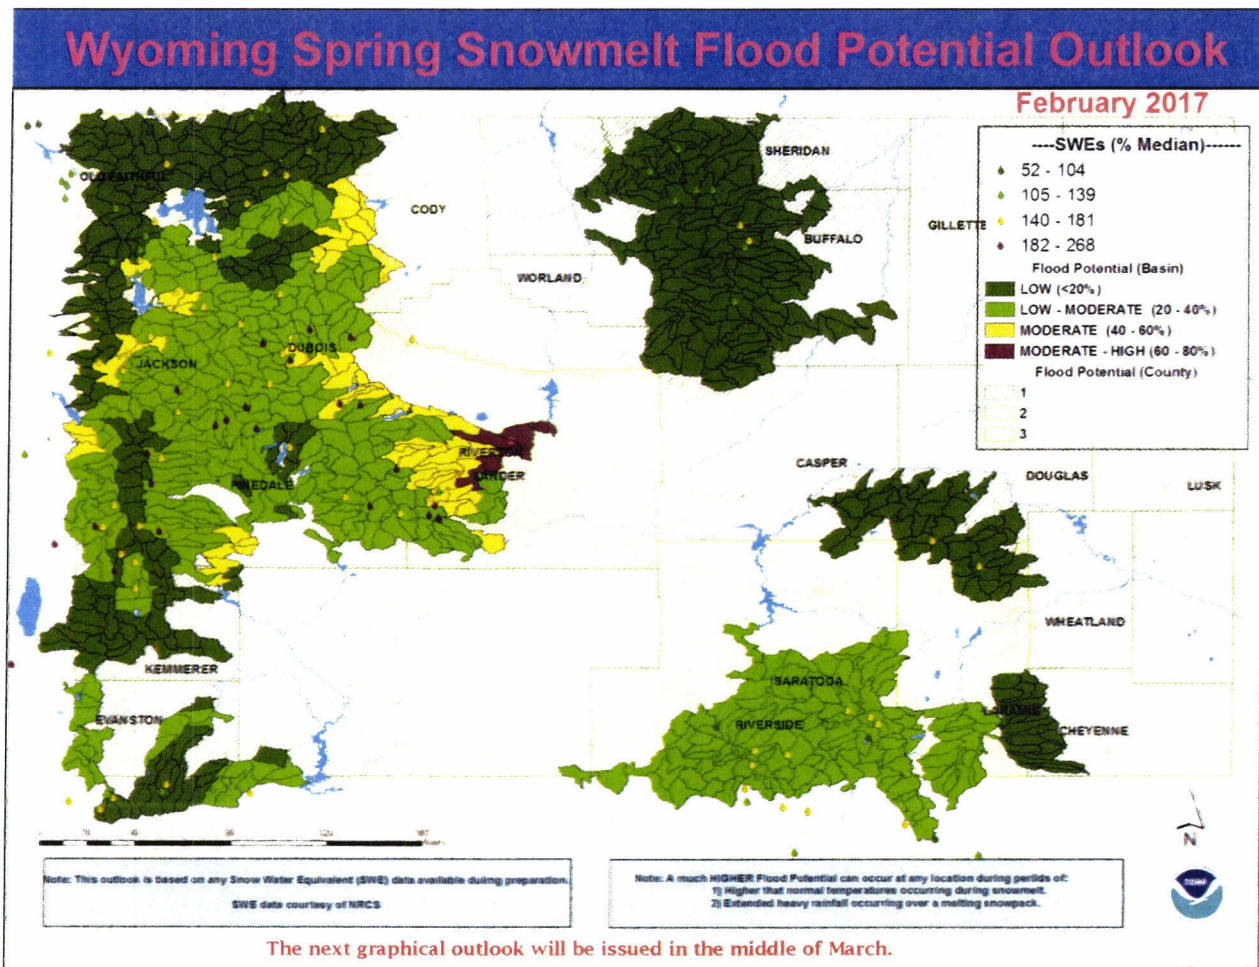 Wyoming Spring Snowmelt Flood Potential Outlook
February 2017
----SWEs (% Median)------
52 - 104
105 - 139
140 - 181
182 - 268
Flood Potential (Basin)
LOW (<20%)
LOW - MODERATE (20 - 40%)
MODERATE (40 - 60%)
MODERATE - HIGH (60 - 80%)
Flood Potential (County)
1
2
3
OLD FAITHFUL
CODY
SHERIDAN
BUFFALO
GILLETTE
WORLAND
JACKSON
DUBOIS
RIVERTON
LANDER
PINEDALE
CASPER
DOUGLAS
LUSK
WHEATLAND
KEMMERER
EVANSTON
SARATOGA
RIVERSIDE
LARAMIE
CHEYENNE
N
Note: This outlook is based on any Snow Water Equivalent (SWE) data available during preparation.
SWE data courtesy of NRCS
Note: A much HIGHER Flood Potential can occur at any location during periods of:
1) Higher that normal temperatures occurring during snowmelt.
2) Extended heavy rainfall occurring over a melting snowpack.
The next graphical outlook will be issued in the middle of March.